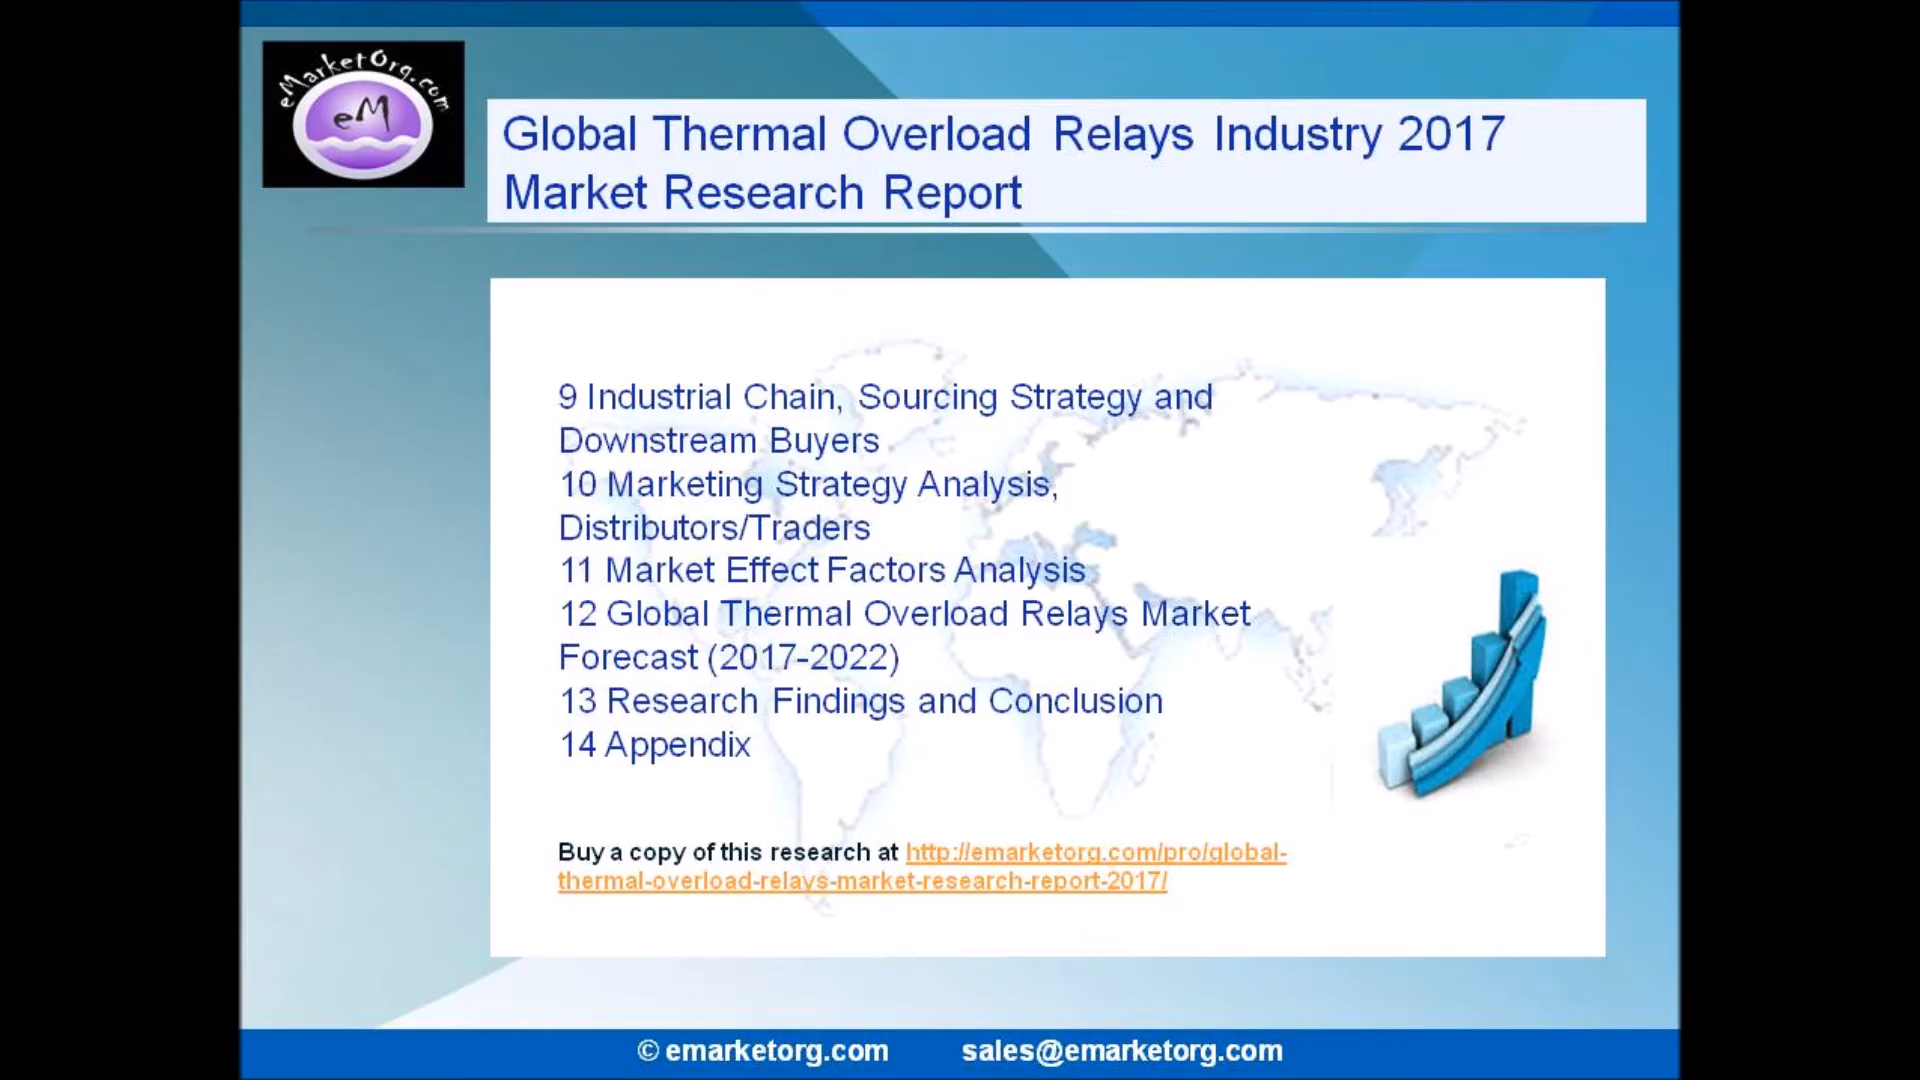 eMarketOrg.com
eM
Global Thermal Overload Relays Industry 2017
Market Research Report
9 Industrial Chain, Sourcing Strategy and
Downstream Buyers
10 Marketing Strategy Analysis,
Distributors/Traders
11 Market Effect Factors Analysis
12 Global Thermal Overload Relays Market
Forecast (2017-2022)
13 Research Findings and Conclusion
14 Appendix
Buy a copy of this research at http://emarketorg.com/pro/global-
thermal-overload-relays-market-research-report-2017/
© emarketorg.com sales@emarketorg.com